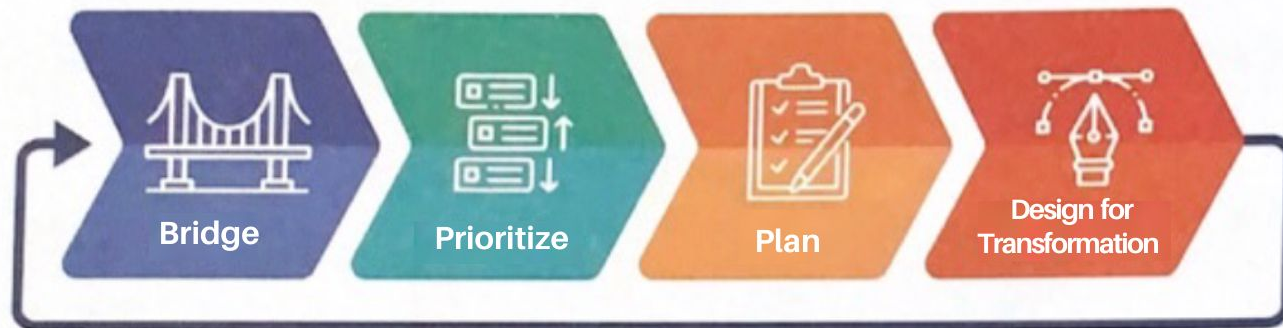 Bridge
Prioritize
Plan
Design for
Transformation